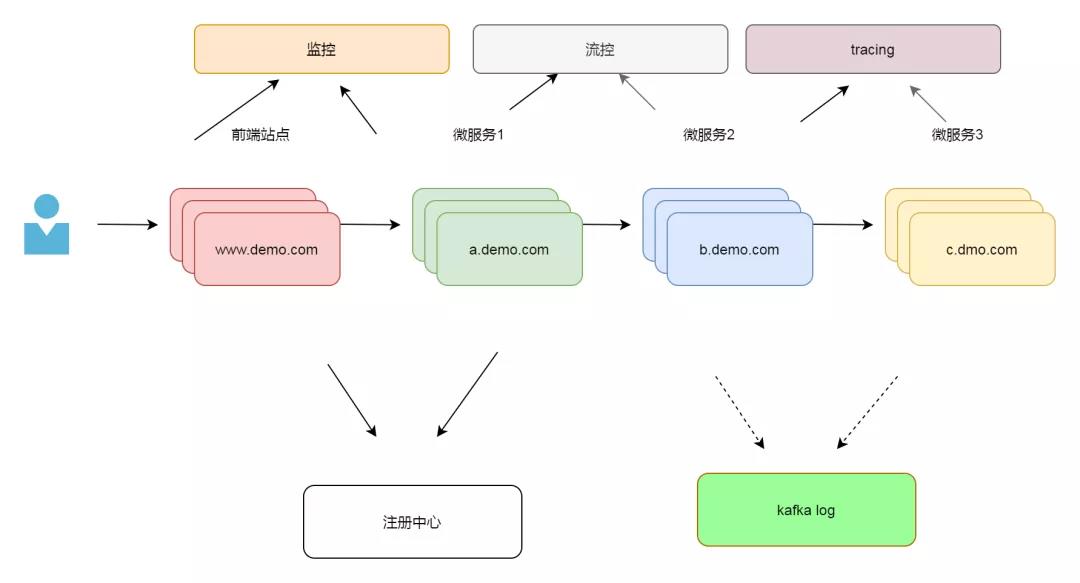 监控
流控
tracing
前端站点
微服务1
微服务2
微服务3
www.demo.com
a.demo.com
b.demo.com
c.dmo.com
注册中心
kafka log